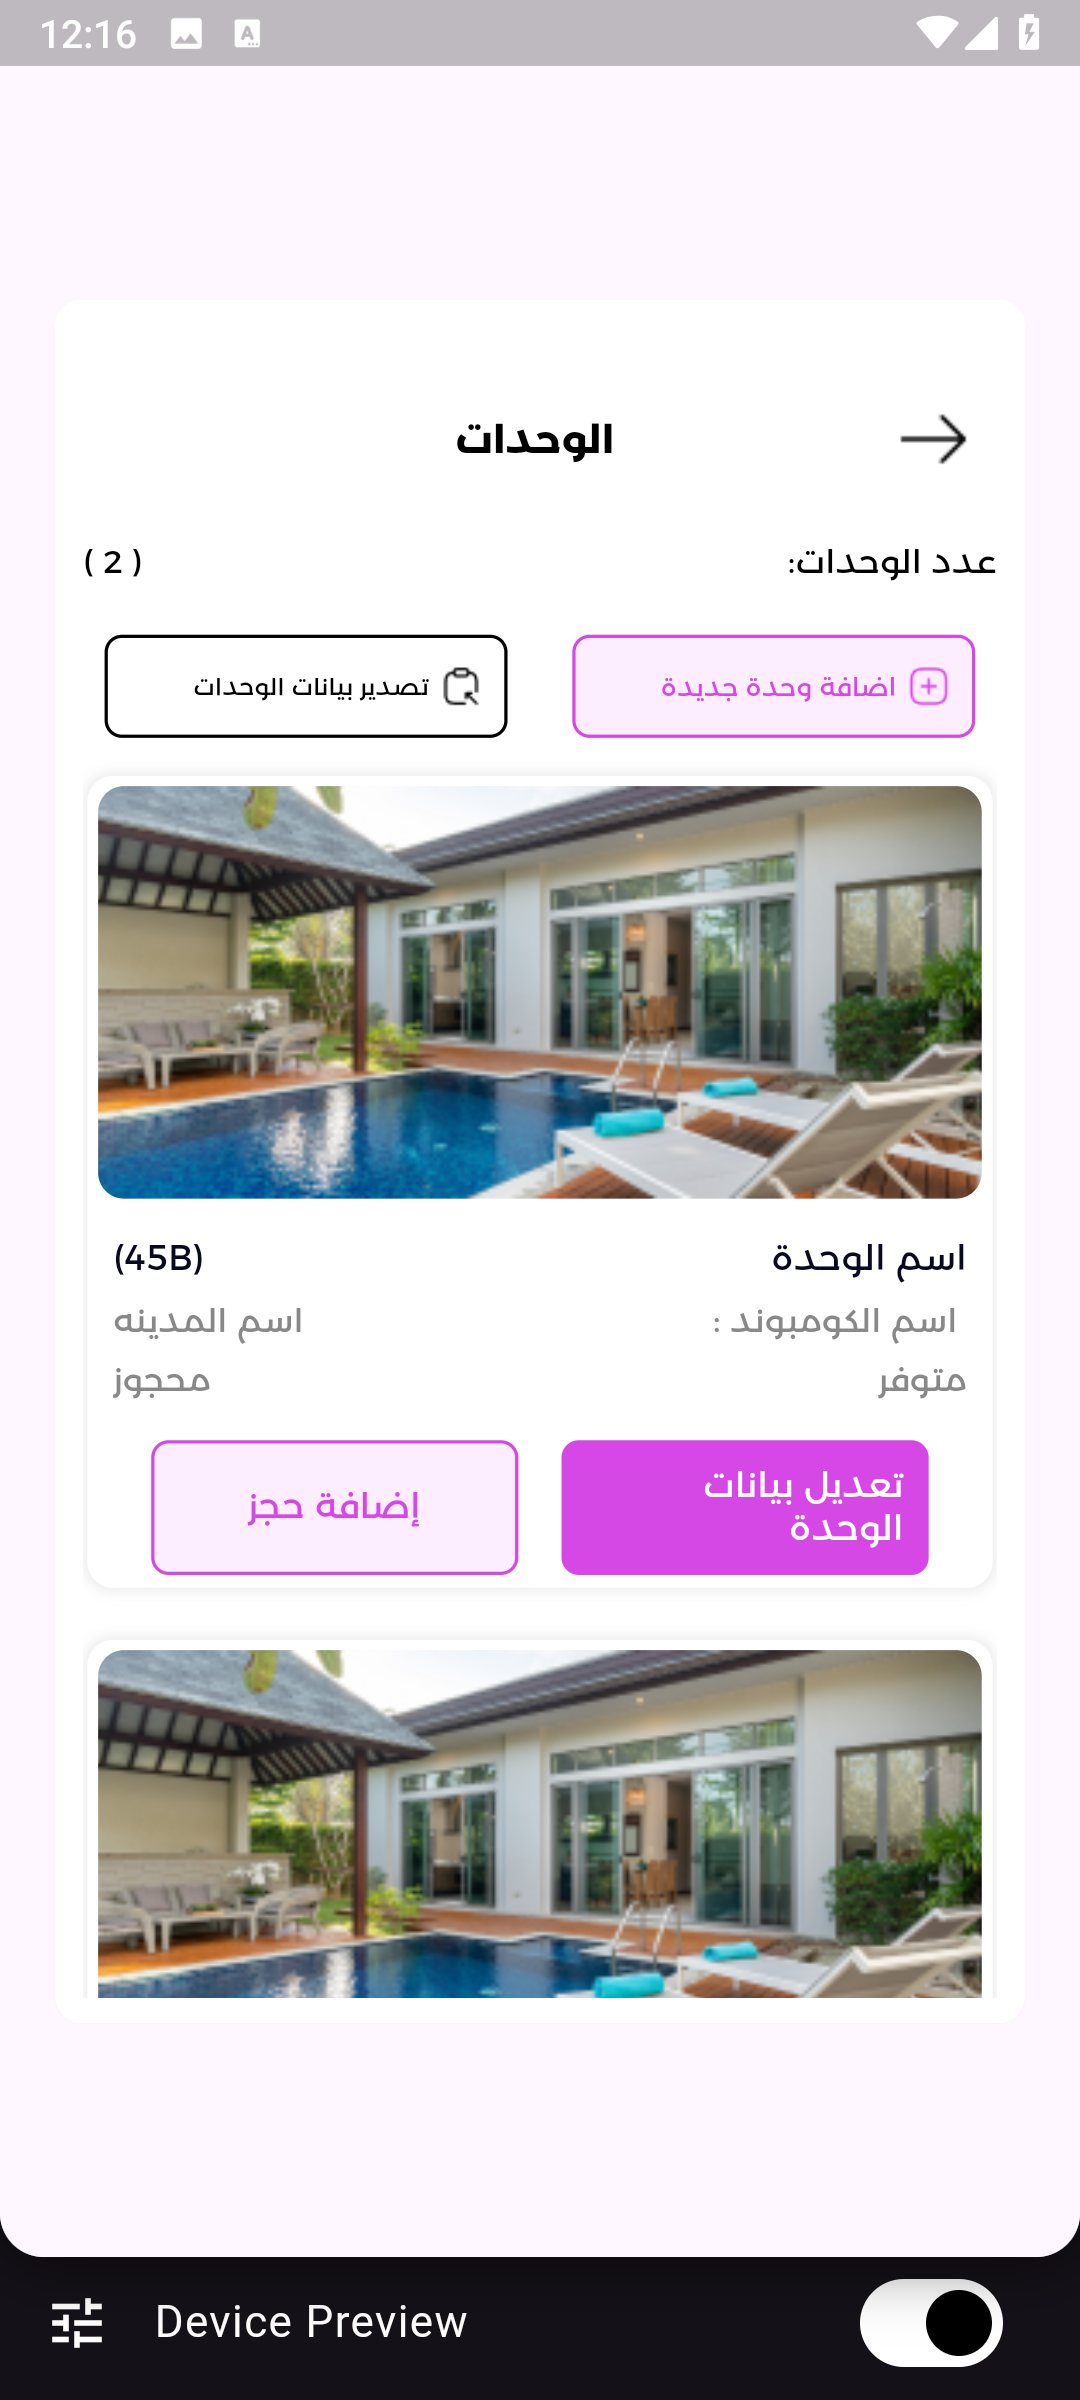 12:16
الوحدات
عدد الوحدات:
( 2 )
اضافة وحدة جديدة
تصدير بيانات الوحدات
اسم الوحدة
(45B)
اسم الكومبوند :
اسم المدينه
متوفر
محجوز
تعديل بيانات
الوحدة
إضافة حجز
Device Preview